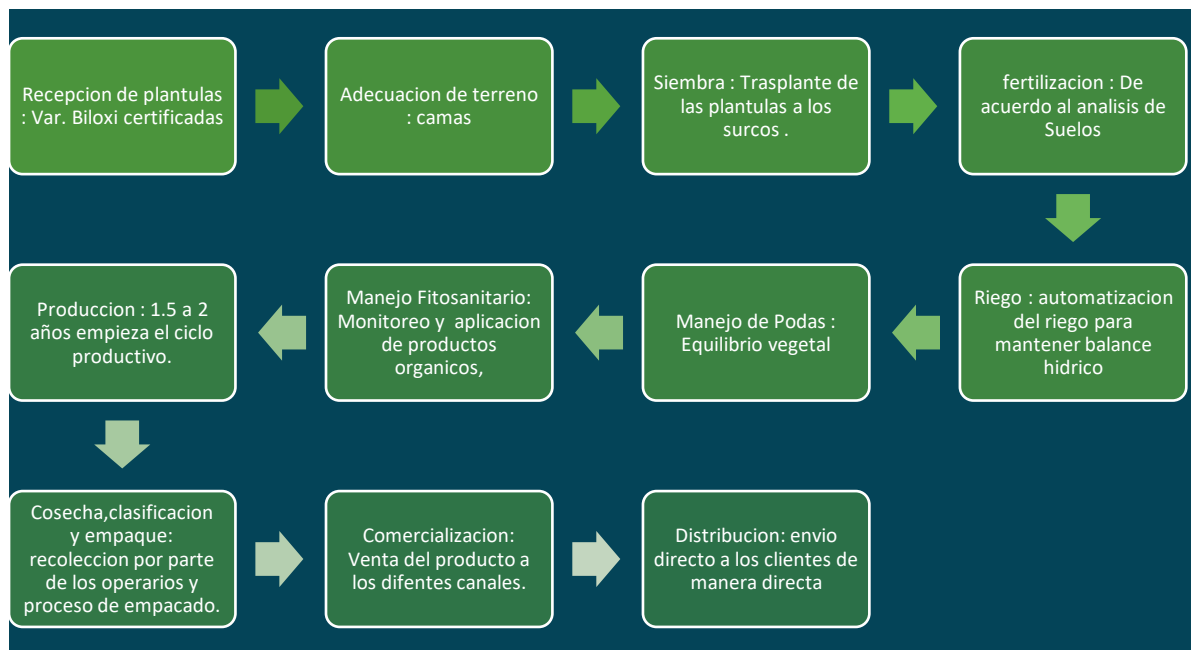 Recepcion de plantulas
: Var. Biloxi certificadas
Adecuacion de terreno
: camas
Siembra : Trasplante de
las plantulas a los
surcos .
fertilizacion : De
acuerdo al analisis de
Suelos
Riego : automatizacion
del riego para
mantener balance
hidrico
Manejo de Podas :
Equilibrio vegetal
Manejo Fitosanitario:
Monitoreo y aplicacion
de productos
organicos,
Produccion : 1.5 a 2
años empieza el ciclo
productivo.
Cosecha,clasificacion
y empaque:
recoleccion por parte
de los operarios y
proceso de empacado.
Comercializacion:
Venta del producto a
los difentes canales.
Distribucion: envio
directo a los clientes de
manera directa